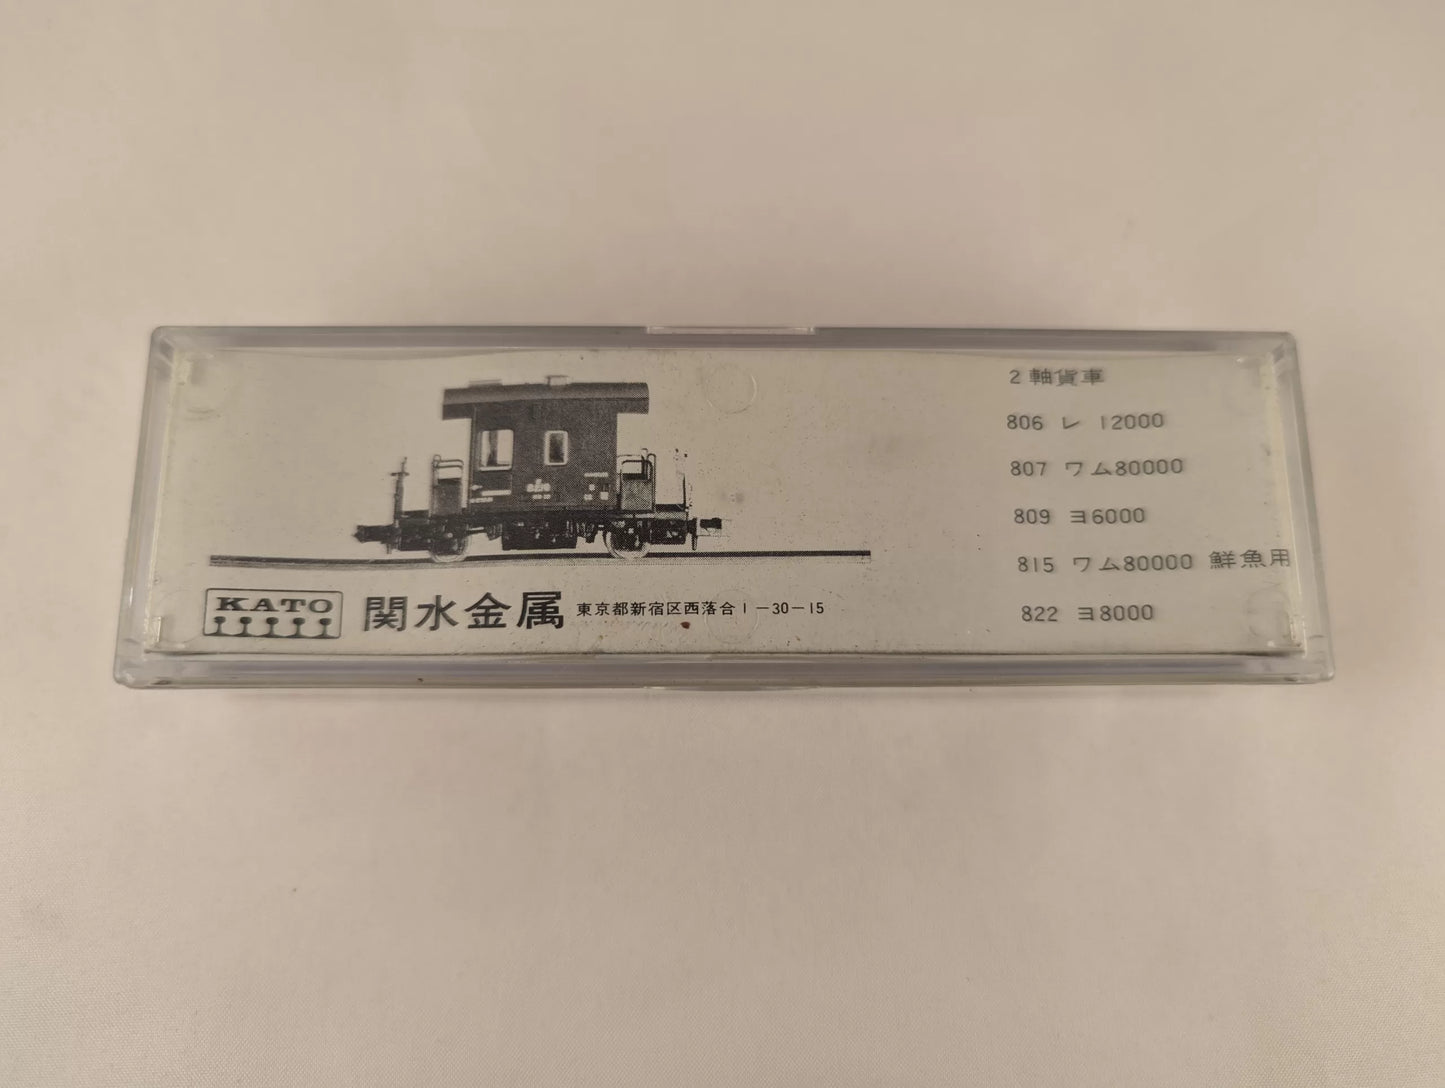 2軸貨車
806 レ 12000
807 ワム80000
809 ヨ6000
815 ワム80000 鮮魚用
822 ヨ8000
KATO 関水金属 東京都新宿区西落合1-30-15